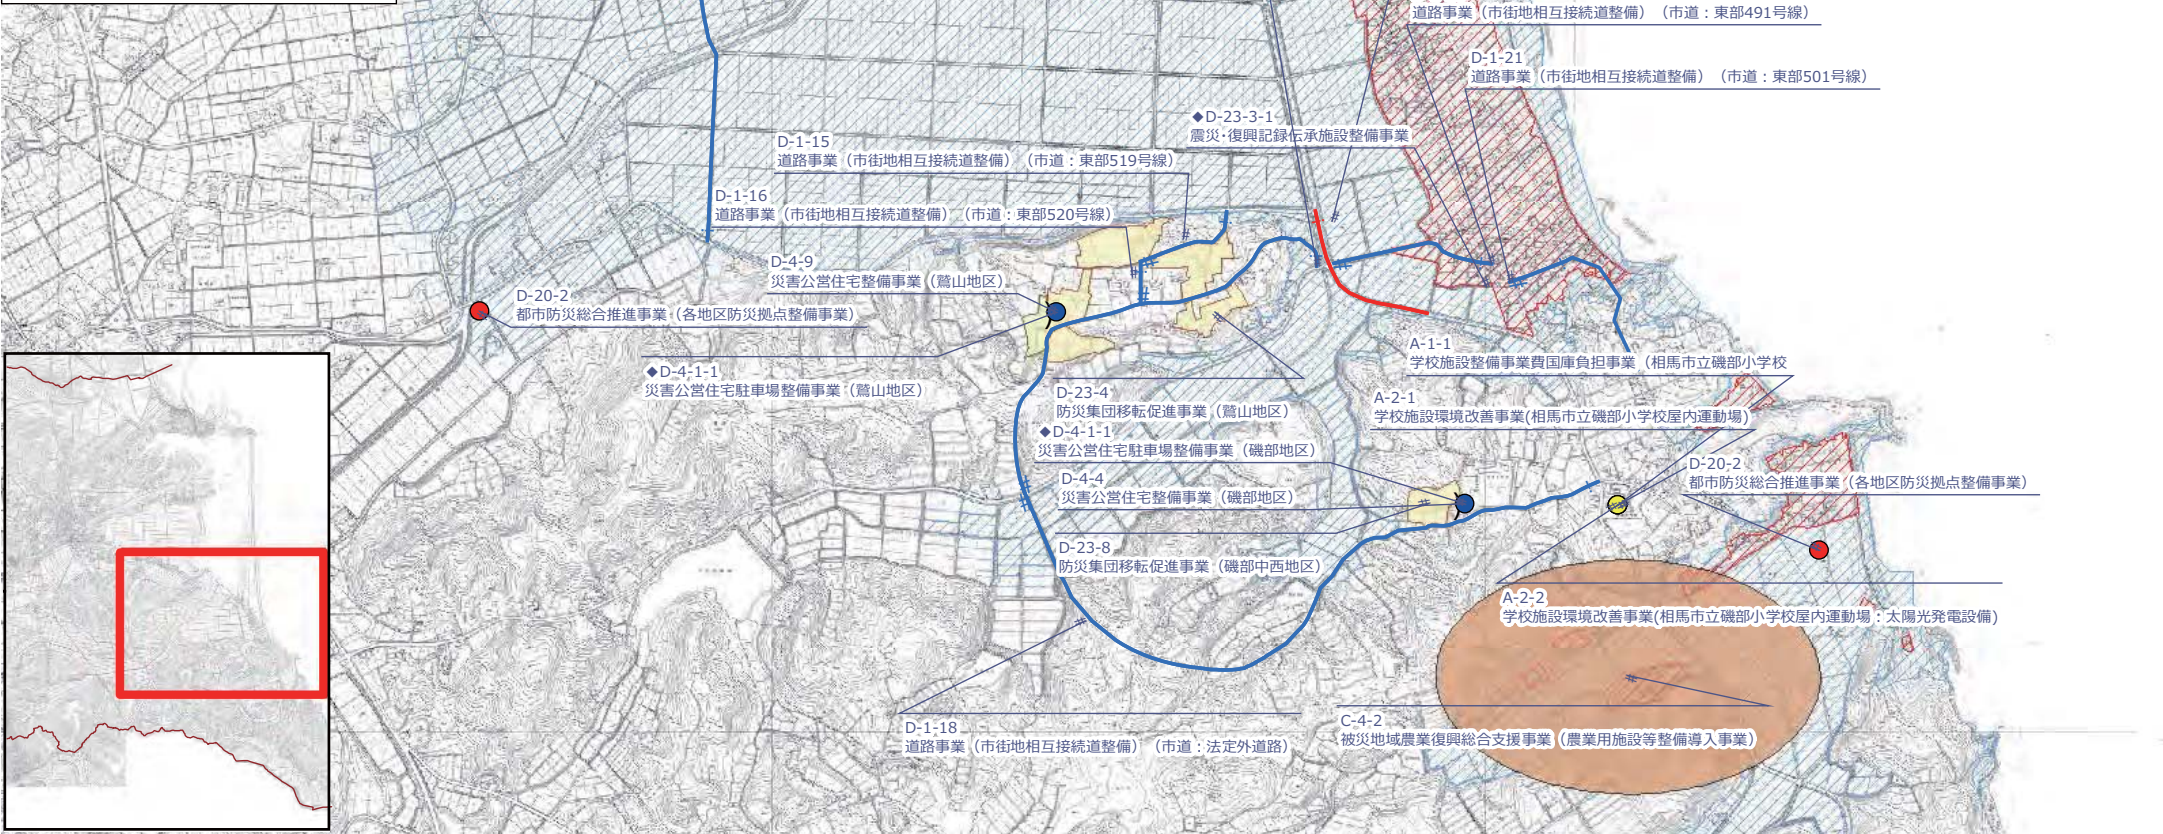 道路事業（市街地相互接続道整備）（市道：東部491号線）
D-1-21
道路事業（市街地相互接続道整備）（市道：東部501号線）
◆D-23-3-1
震災・復興記録伝承施設整備事業
D-1-15
道路事業（市街地相互接続道整備）（市道：東部519号線）
D-1-16
道路事業（市街地相互接続道整備）（市道：東部520号線）
D-4-9
災害公営住宅整備事業（鷲山地区）
D-20-2
都市防災総合推進事業（各地区防災拠点整備事業）
◆D-4-1-1
災害公営住宅駐車場整備事業（鷲山地区）
A-1-1
学校施設整備事業費国庫負担事業（相馬市立磯部小学校
D-23-4
防災集団移転促進事業（鷲山地区）
A-2-1
学校施設環境改善事業(相馬市立磯部小学校屋内運動場)
◆D-4-1-1
災害公営住宅駐車場整備事業（磯部地区）
D-4-4
災害公営住宅整備事業（磯部地区）
D-20-2
都市防災総合推進事業（各地区防災拠点整備事業）
D-23-8
防災集団移転促進事業（磯部中西地区）
A-2-2
学校施設環境改善事業(相馬市立磯部小学校屋内運動場：太陽光発電設備)
D-1-18
道路事業（市街地相互接続道整備）（市道：法定外道路）
C-4-2
被災地域農業復興総合支援事業（農業用施設等整備導入事業）